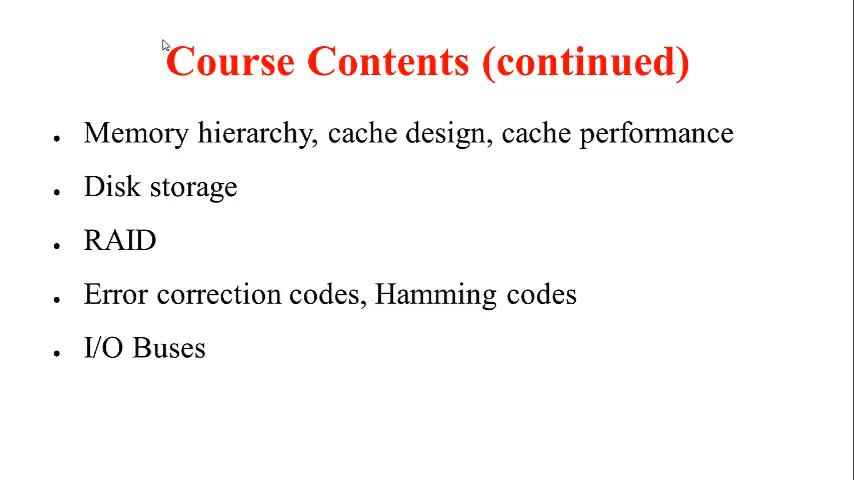 Course Contents (continued)
• Memory hierarchy, cache design, cache performance
• Disk storage
• RAID
• Error correction codes, Hamming codes
• I/O Buses